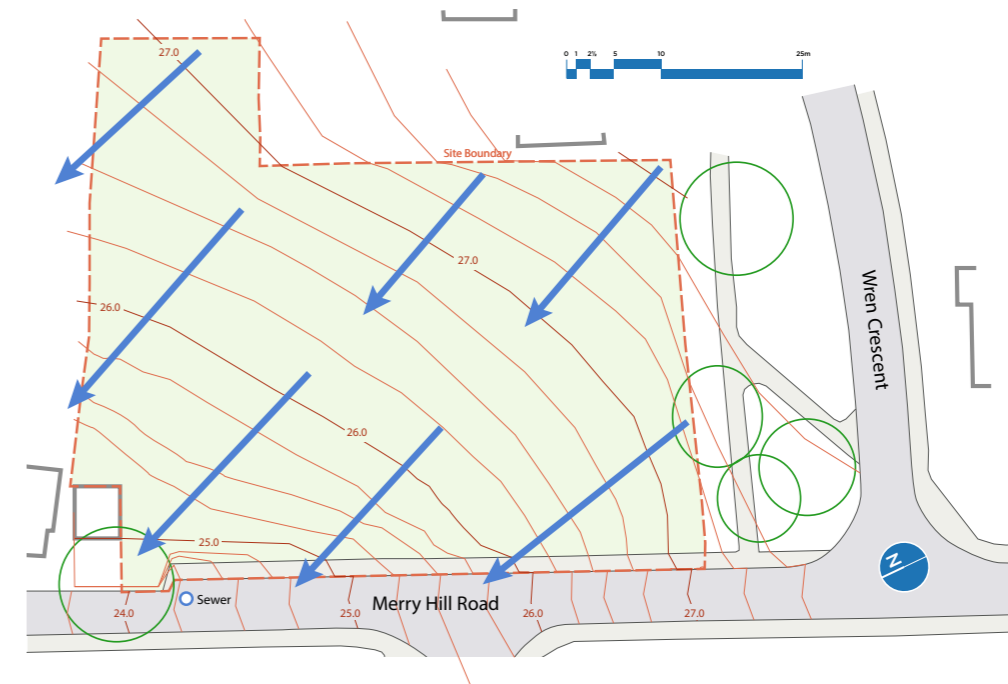 27.0
0 1 2½ 5 10 25m
Site Boundary
27.0
26.0
Wren Crescent
26.0
25.0
N
Sewer
Merry Hill Road
24.0
25.0
26.0
27.0